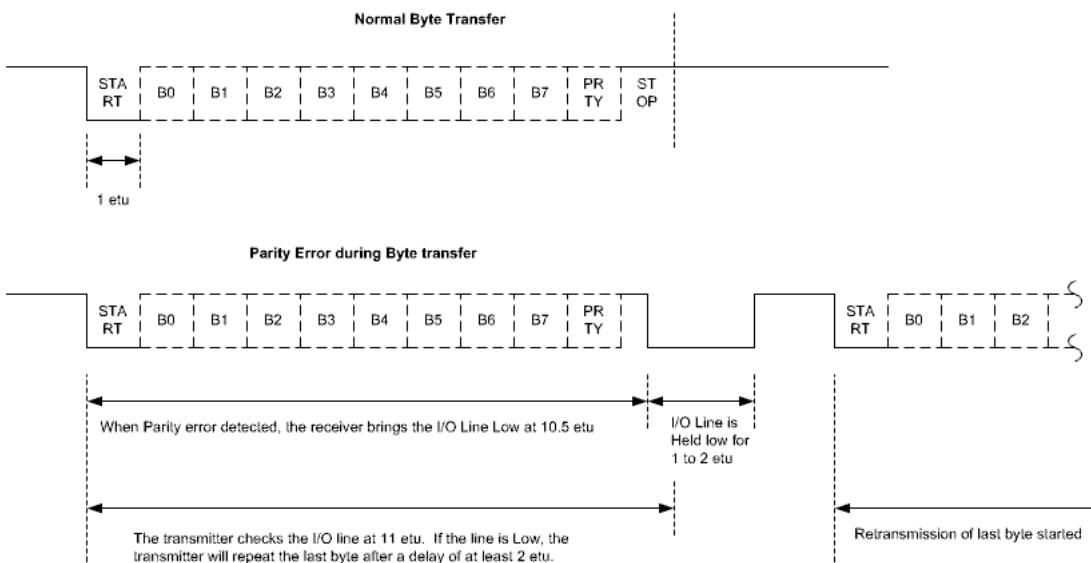 Normal Byte Transfer
STA
RT
B0
B1
B2
B3
B4
B5
B6
B7
PR
TY
ST
OP
1 etu
Parity Error during Byte transfer
STA
RT
B0
B1
B2
B3
B4
B5
B6
B7
PR
TY
STA
RT
B0
B1
B2
When Parity error detected, the receiver brings the I/O Line Low at 10.5 etu
I/O Line is
Held low for
1 to 2 etu
The transmitter checks the I/O line at 11 etu. If the line is Low, the
transmitter will repeat the last byte after a delay of at least 2 etu.
Retransmission of last byte started